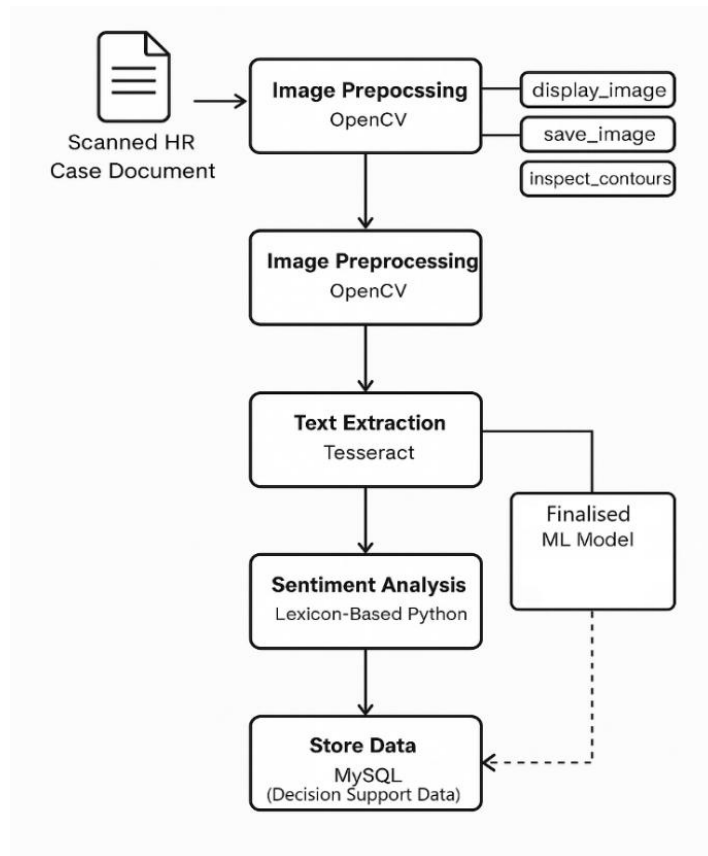 Scanned HR
Case Document
Image Prepocssing
OpenCV
display_image
save_image
inspect_contours
Image Preprocessing
OpenCV
Text Extraction
Tesseract
Finalised
ML Model
Sentiment Analysis
Lexicon-Based Python
Store Data
MySQL
(Decision Support Data)